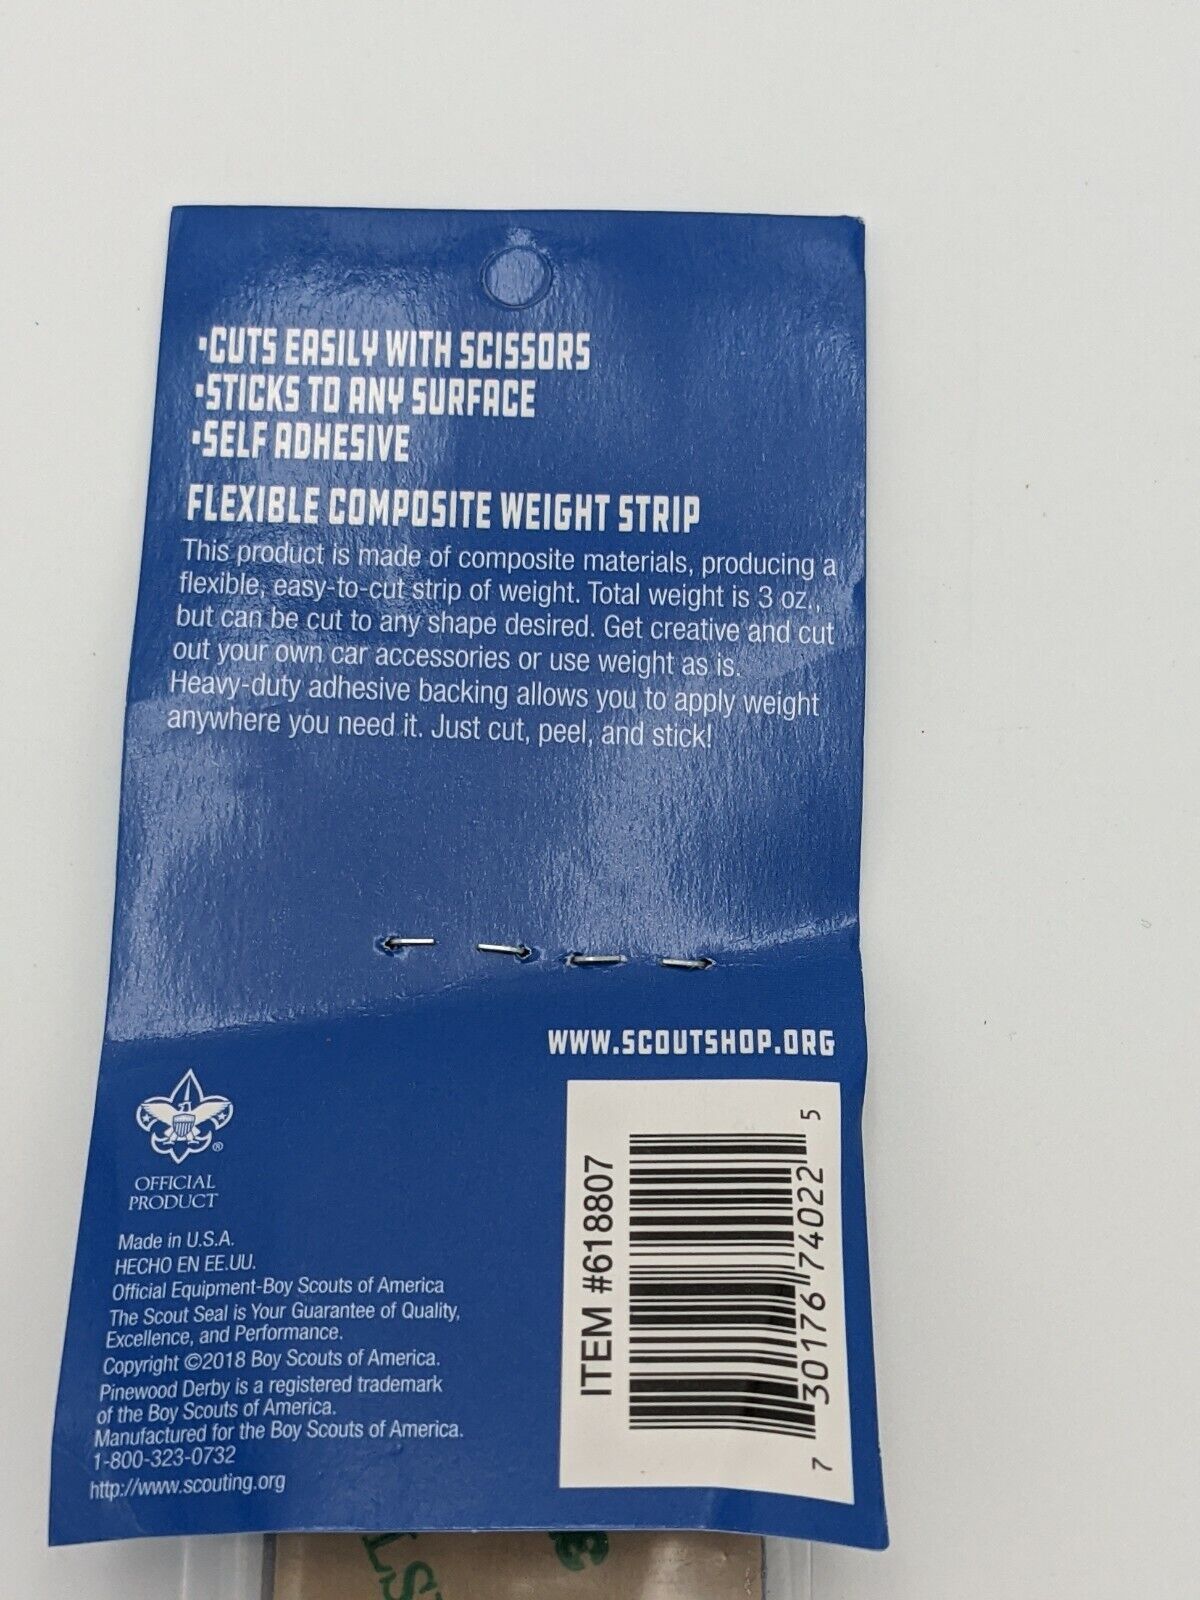 •CUTS EASILY WITH SCISSORS
•STICKS TO ANY SURFACE
•SELF ADHESIVE
FLEXIBLE COMPOSITE WEIGHT STRIP
This product is made of composite materials, producing a
flexible, easy-to-cut strip of weight. Total weight is 3 oz.,
but can be cut to any shape desired. Get creative and cut
out your own car accessories or use weight as is.
Heavy-duty adhesive backing allows you to apply weight
anywhere you need it. Just cut, peel, and stick!
WWW.SCOUTSHOP.ORG
®
OFFICIAL
PRODUCT
Made in U.S.A.
HECHO EN EE.UU.
Official Equipment-Boy Scouts of America
The Scout Seal is Your Guarantee of Quality,
Excellence, and Performance.
Copyright ©2018 Boy Scouts of America.
Pinewood Derby is a registered trademark
of the Boy Scouts of America.
Manufactured for the Boy Scouts of America.
1-800-323-0732
http://www.scouting.org
ITEM #618807
7 30176 74022 5